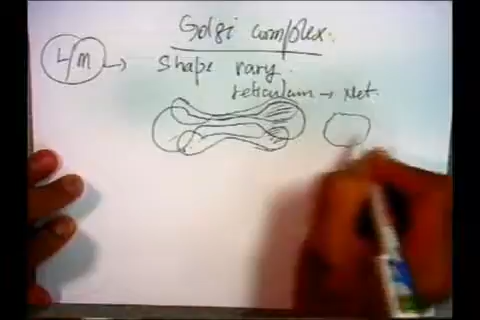 Golgi complex.
L/m → Shape vary.
reticulum → Net.